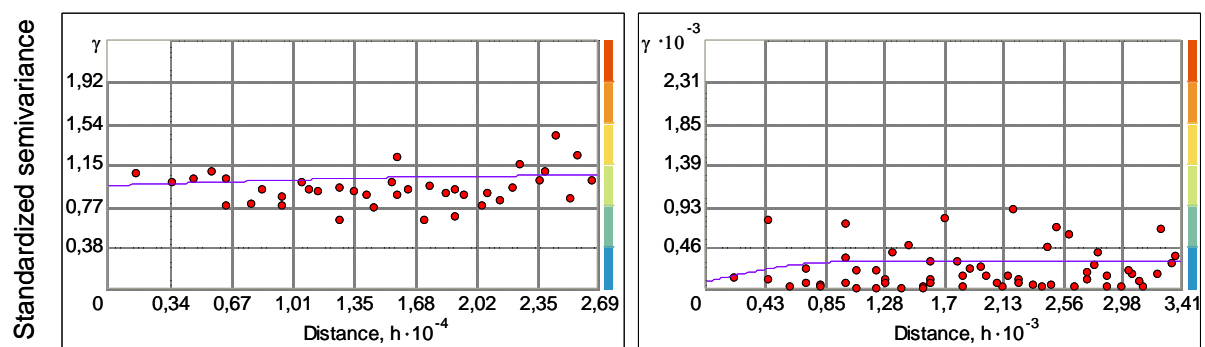 Standardized semivariance
γ
1,92
1,54
1,15
0,77
0,38
0 0,34 0,67 1,01 1,35 1,68 2,02 2,35 2,69
Distance, h · 10⁻⁴
γ · 10⁻³
2,31
1,85
1,39
0,93
0,46
0 0,43 0,85 1,28 1,7 2,13 2,56 2,98 3,41
Distance, h · 10⁻³